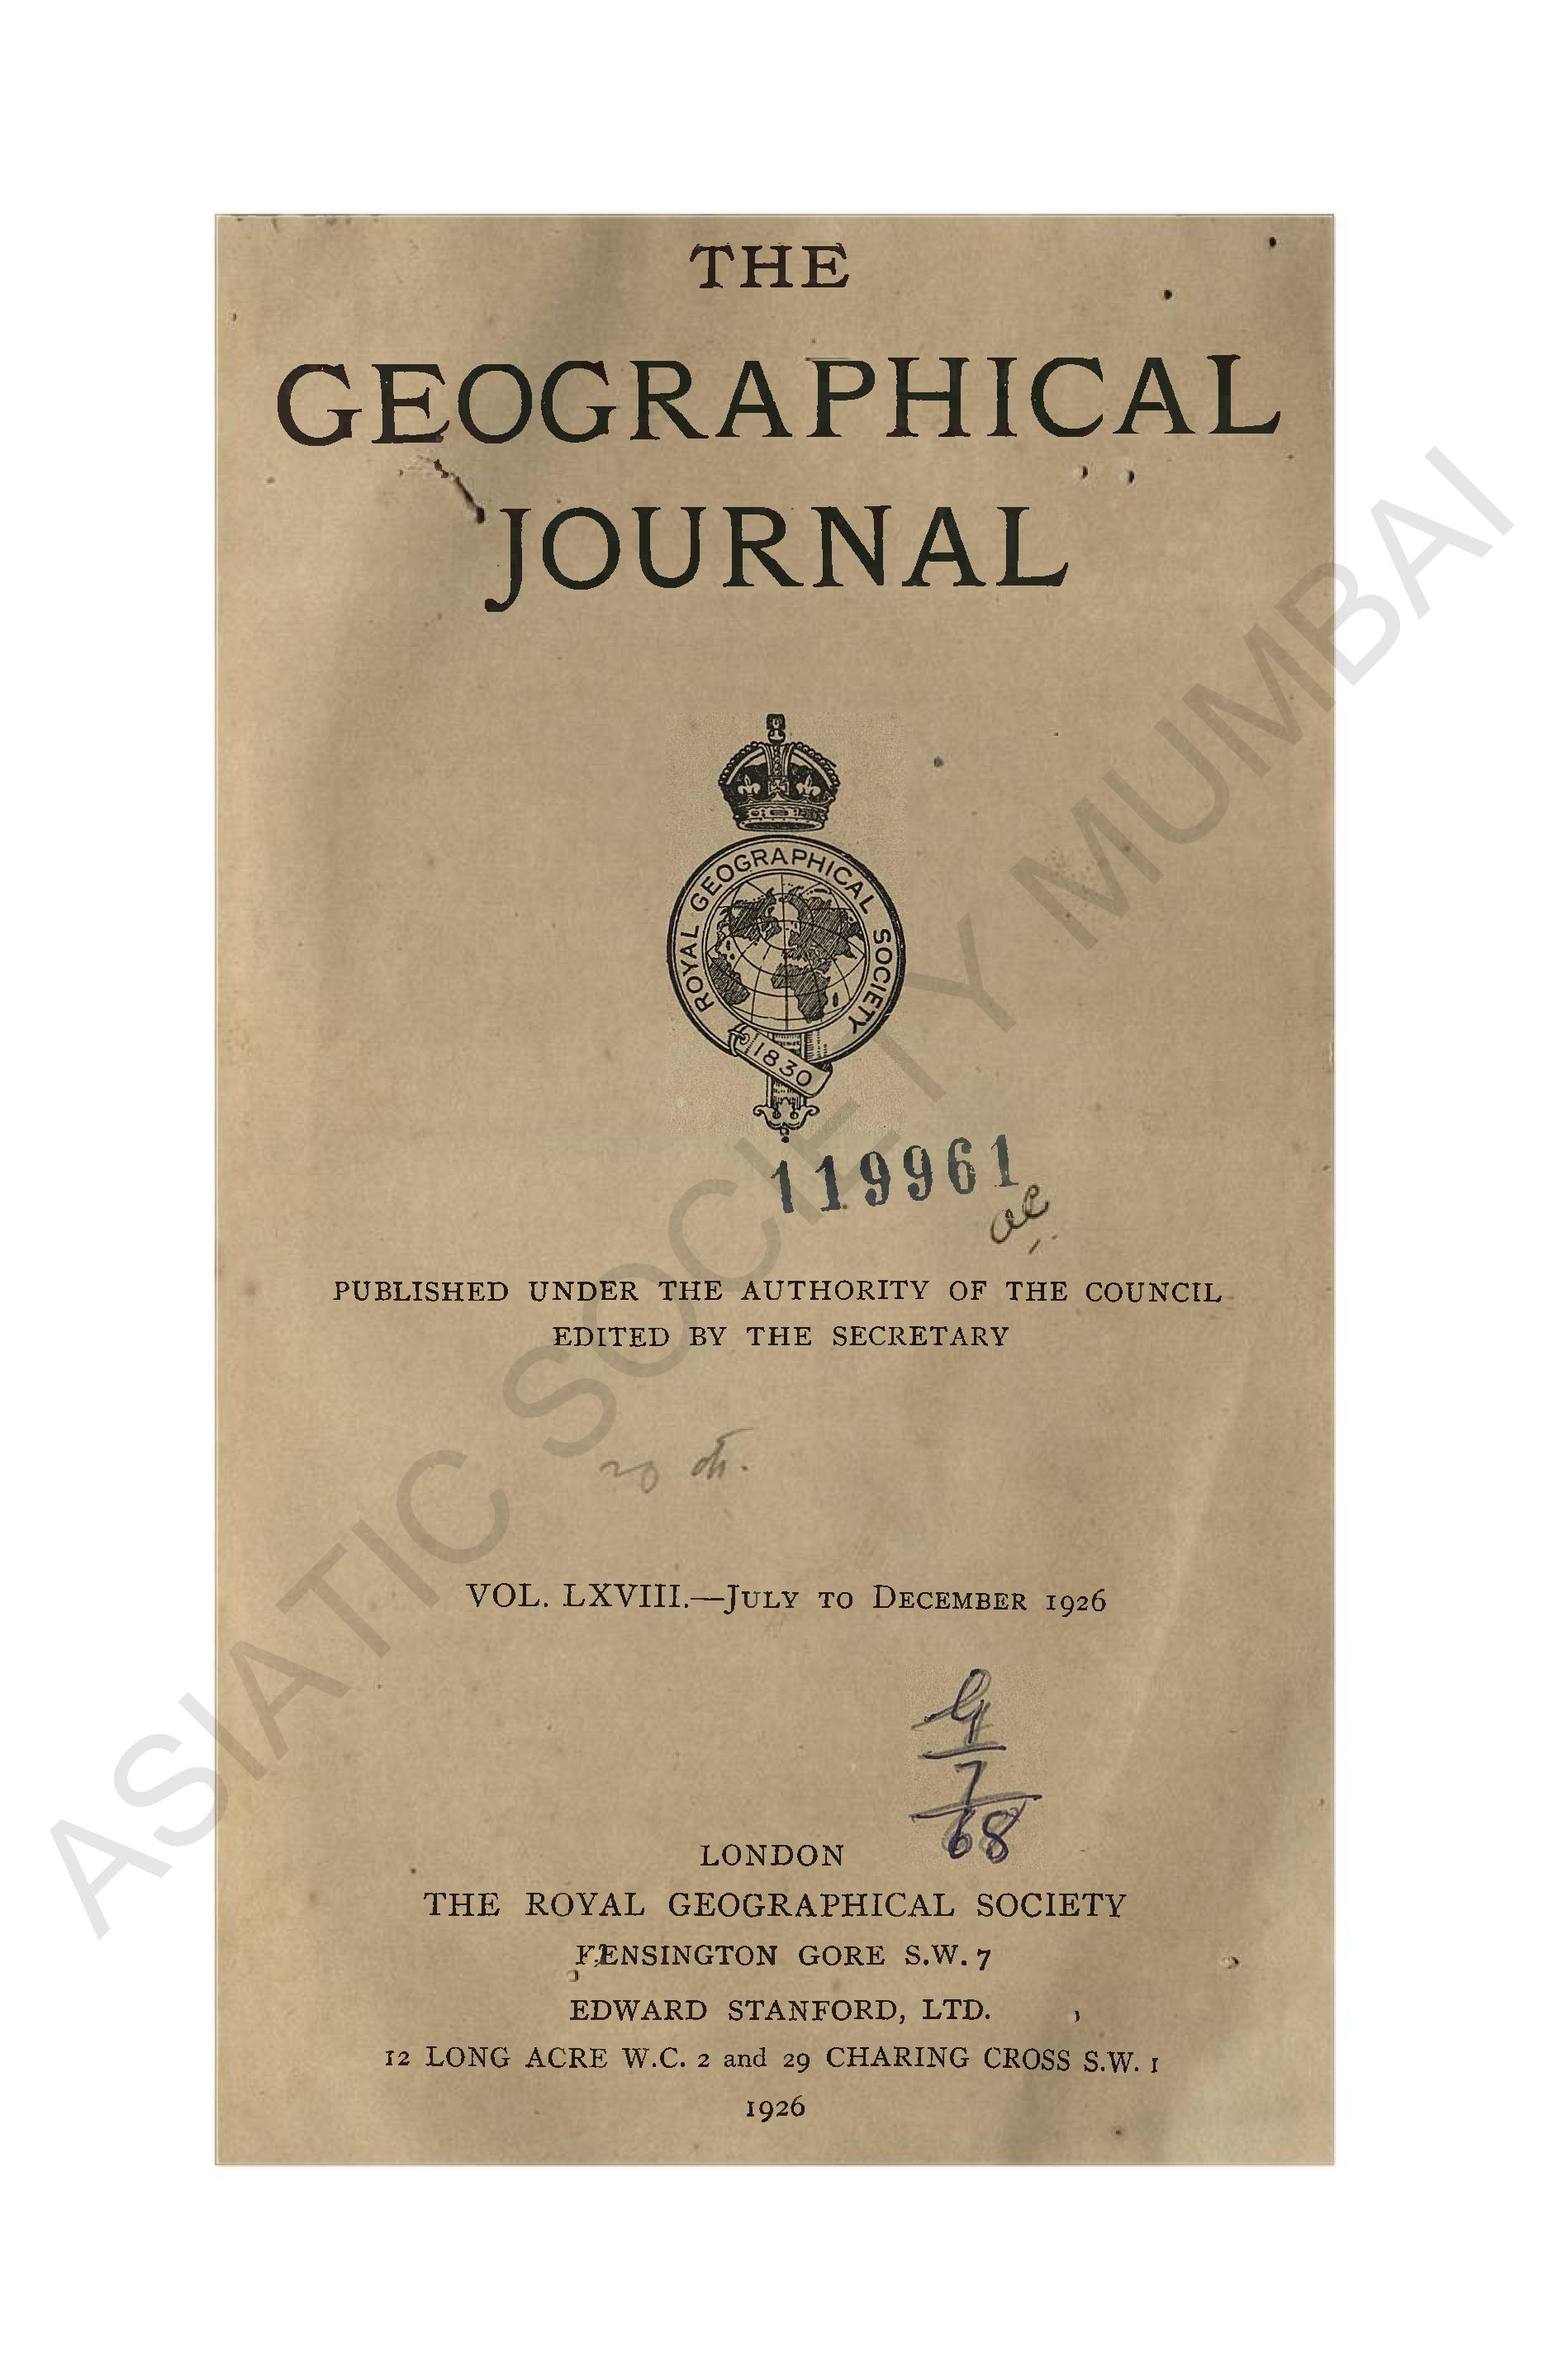 THE
GEOGRAPHICAL
JOURNAL
ROYAL GEOGRAPHICAL SOCIETY
1830
119961
PUBLISHED UNDER THE AUTHORITY OF THE COUNCIL
EDITED BY THE SECRETARY
VOL. LXVIII.—JULY TO DECEMBER 1926
G
7
68
LONDON
THE ROYAL GEOGRAPHICAL SOCIETY
KENSINGTON GORE S.W. 7
EDWARD STANFORD, LTD.
12 LONG ACRE W.C. 2 and 29 CHARING CROSS S.W. 1
1926
ASIATIC SOCIETY MUMBAI